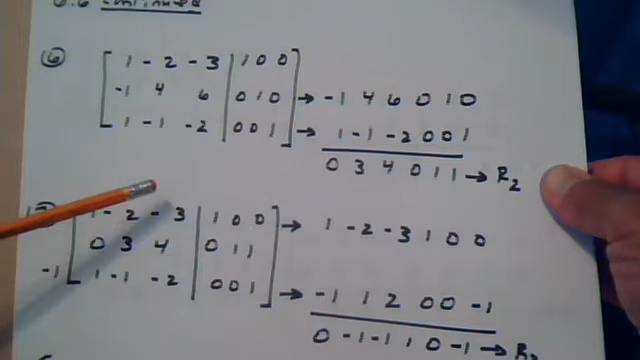 6.6 continued
16 [ 1 -2 -3 | 1 0 0 ]
-1 4 6 | 0 1 0 → -1 4 6 0 1 0
1 -1 -2 | 0 0 1 → 1 -1 -2 0 0 1
0 3 4 0 1 1 → R2
[ 1 -2 -3 | 1 0 0 ] → 1 -2 -3 1 0 0
0 3 4 | 0 1 1
-1 [ 1 -1 -2 | 0 0 1 ] → -1 1 2 0 0 -1
0 -1 -1 1 0 -1 →